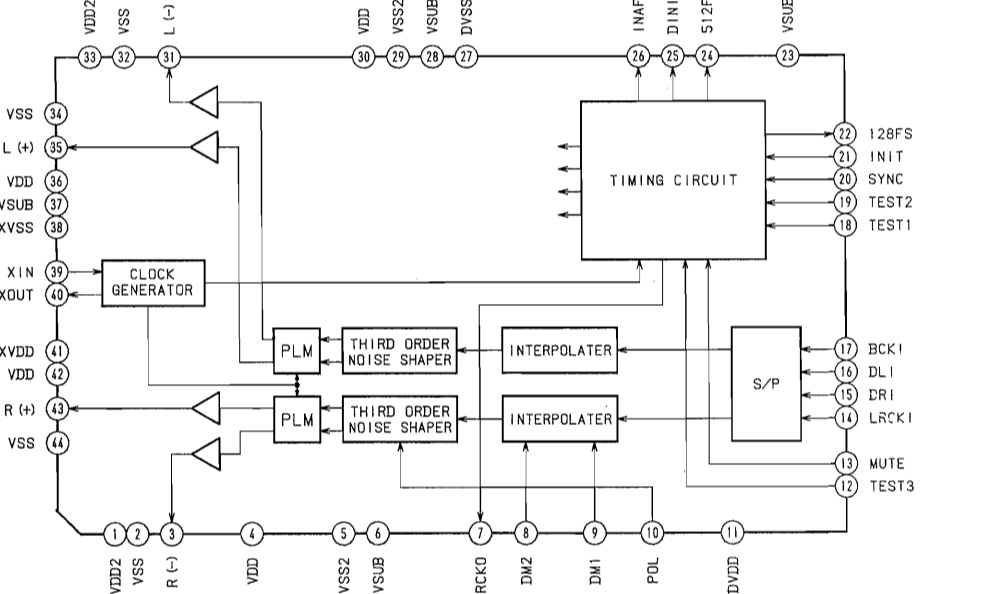 VDD2
VSS
L (-)
VDD
VSS2
VSUB
DVSS
INAF
DINI
512F
VSUB
33
32
31
30
29
28
27
26
25
24
23
VSS 34
L (+) 35
VDD 36
VSUB 37
XVSS 38
XIN 39
XOUT 40
XVDD 41
VDD 42
R (+) 43
VSS 44
TIMING CIRCUIT
22 128FS
21 INIT
20 SYNC
19 TEST2
18 TEST1
CLOCK
GENERATOR
PLM
THIRD ORDER
NOISE SHAPER
INTERPOLATER
S/P
PLM
THIRD ORDER
NOISE SHAPER
INTERPOLATER
17 BCKI
16 DLI
15 DRI
14 LRCKI
13 MUTE
12 TEST3
1
2
3
4
5
6
7
8
9
10
11
VDD2
VSS
R (-)
VDD
VSS2
VSUB
RCKO
DM2
DM1
POL
DVDD